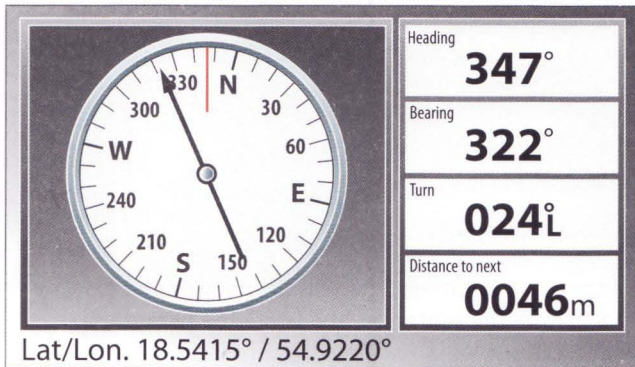 N
30
60
E
120
150
S
210
240
W
300
330
Heading
347°
Bearing
322°
Turn
024°L
Distance to next
0046m
Lat/Lon. 18.5415° / 54.9220°